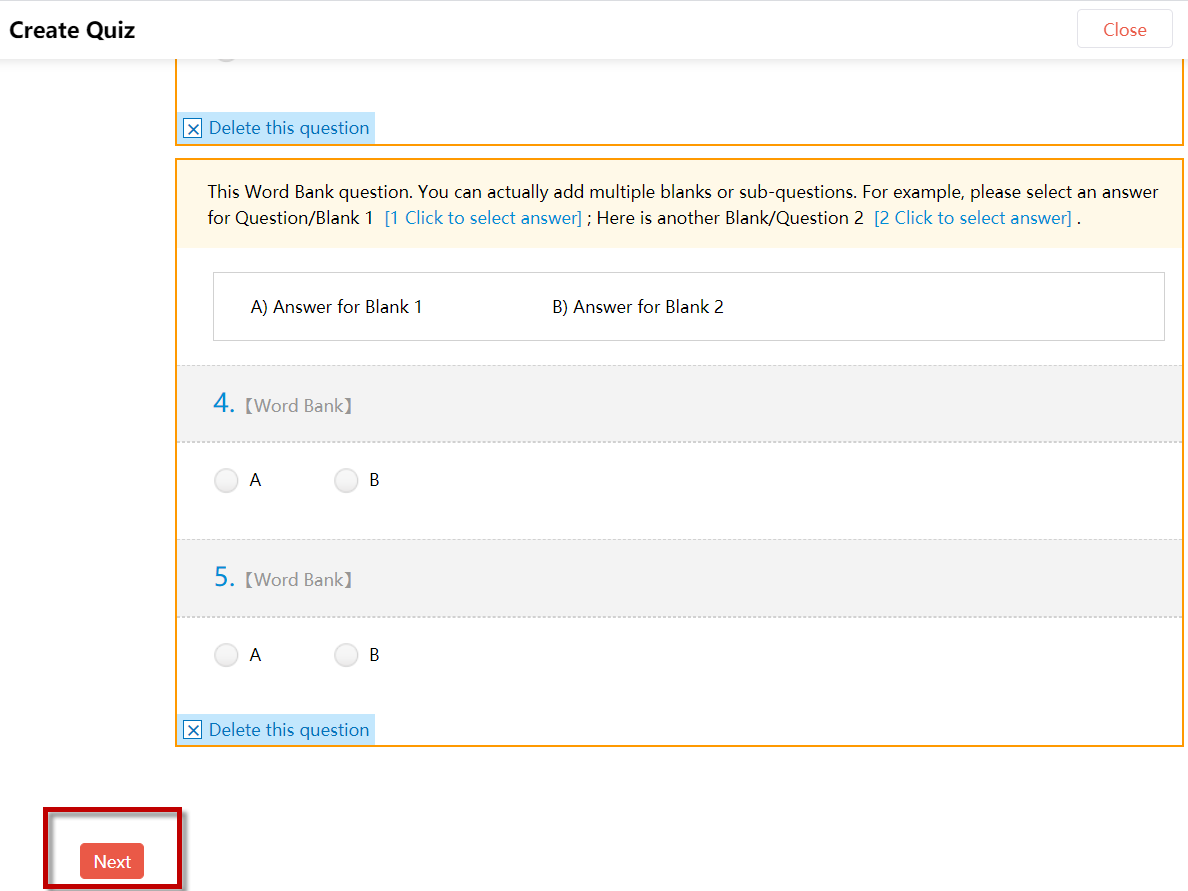 Create Quiz
Close
Delete this question
This Word Bank question. You can actually add multiple blanks or sub-questions. For example, please select an answer
for Question/Blank 1 [1 Click to select answer] ; Here is another Blank/Question 2 [2 Click to select answer] .
A) Answer for Blank 1 B) Answer for Blank 2
4. 【Word Bank】
A B
5. 【Word Bank】
A B
Delete this question
Next